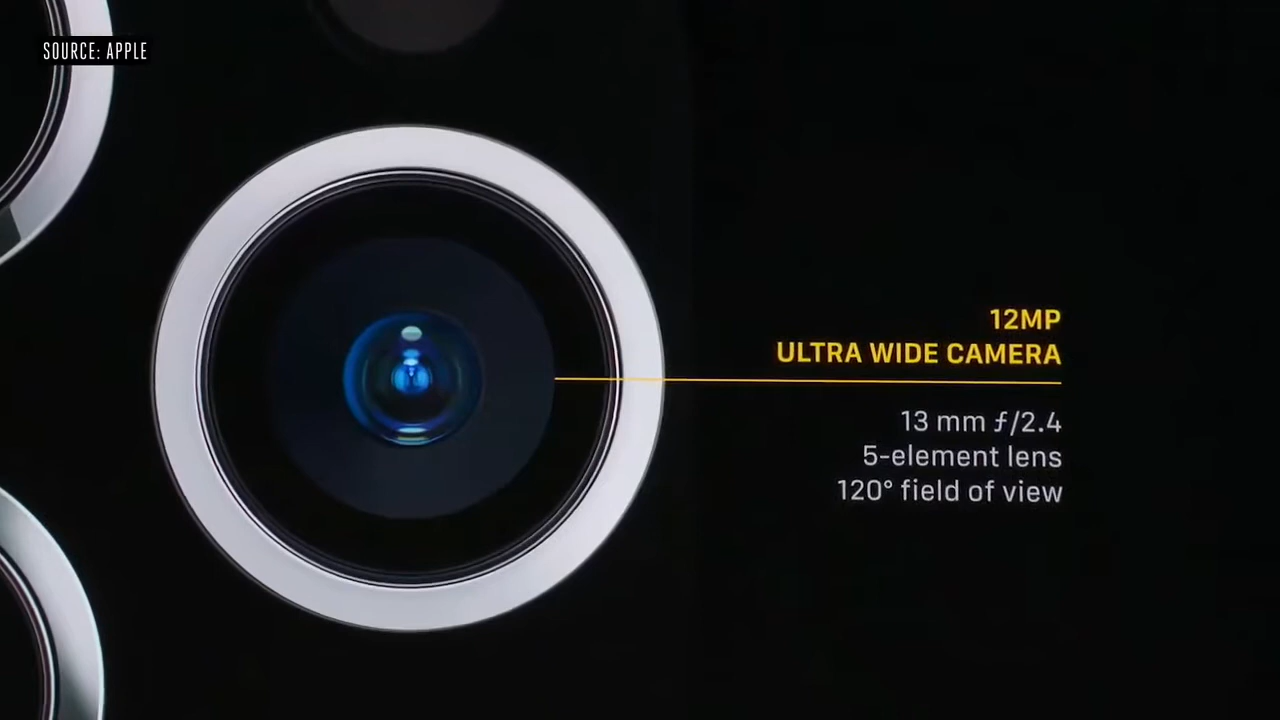 SOURCE: APPLE
12MP
ULTRA WIDE CAMERA
13 mm ƒ/2.4
5-element lens
120° field of view